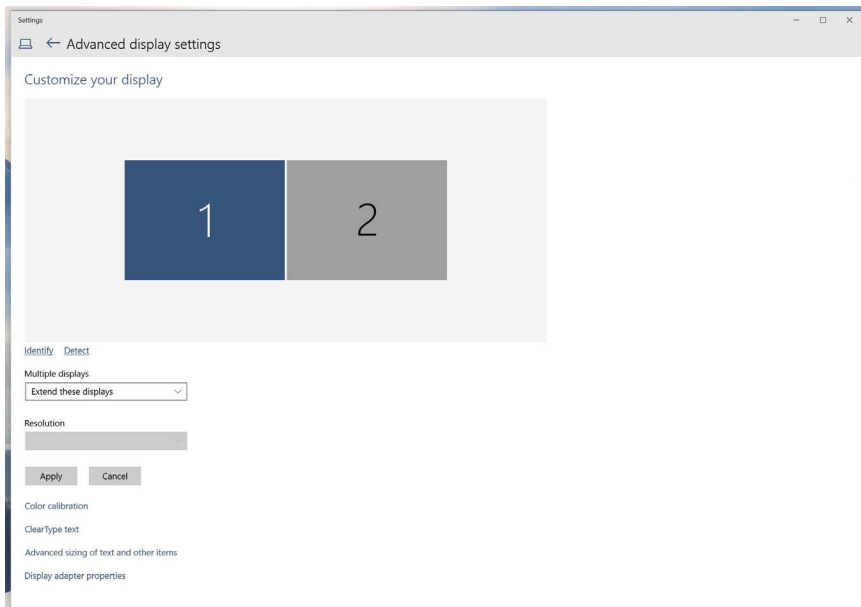 Settings
Advanced display settings
Customize your display
1 2
Identify Detect
Multiple displays
Extend these displays
Resolution
Apply Cancel
Color calibration
ClearType text
Advanced sizing of text and other items
Display adapter properties